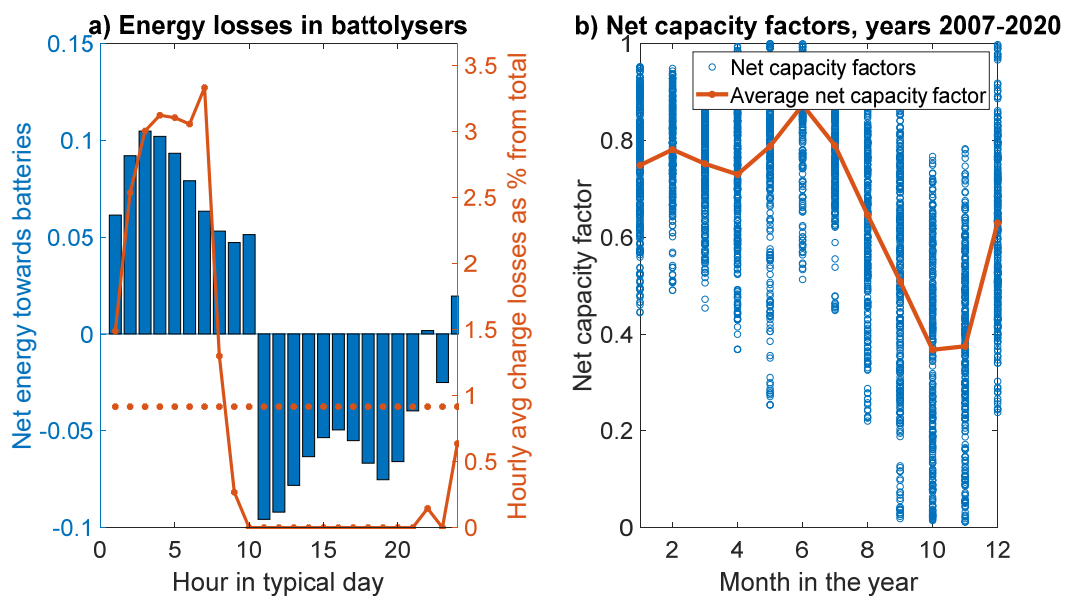 a) Energy losses in battolysers
0.15
0.1
0.05
0
-0.05
-0.1
Net energy towards batteries
3.5
3
2.5
2
1.5
1
0.5
0
Hourly avg charge losses as % from total
0 5 10 15 20
Hour in typical day
b) Net capacity factors, years 2007-2020
Net capacity factors
Average net capacity factor
1
0.8
0.6
0.4
0.2
0
Net capacity factor
2 4 6 8 10 12
Month in the year